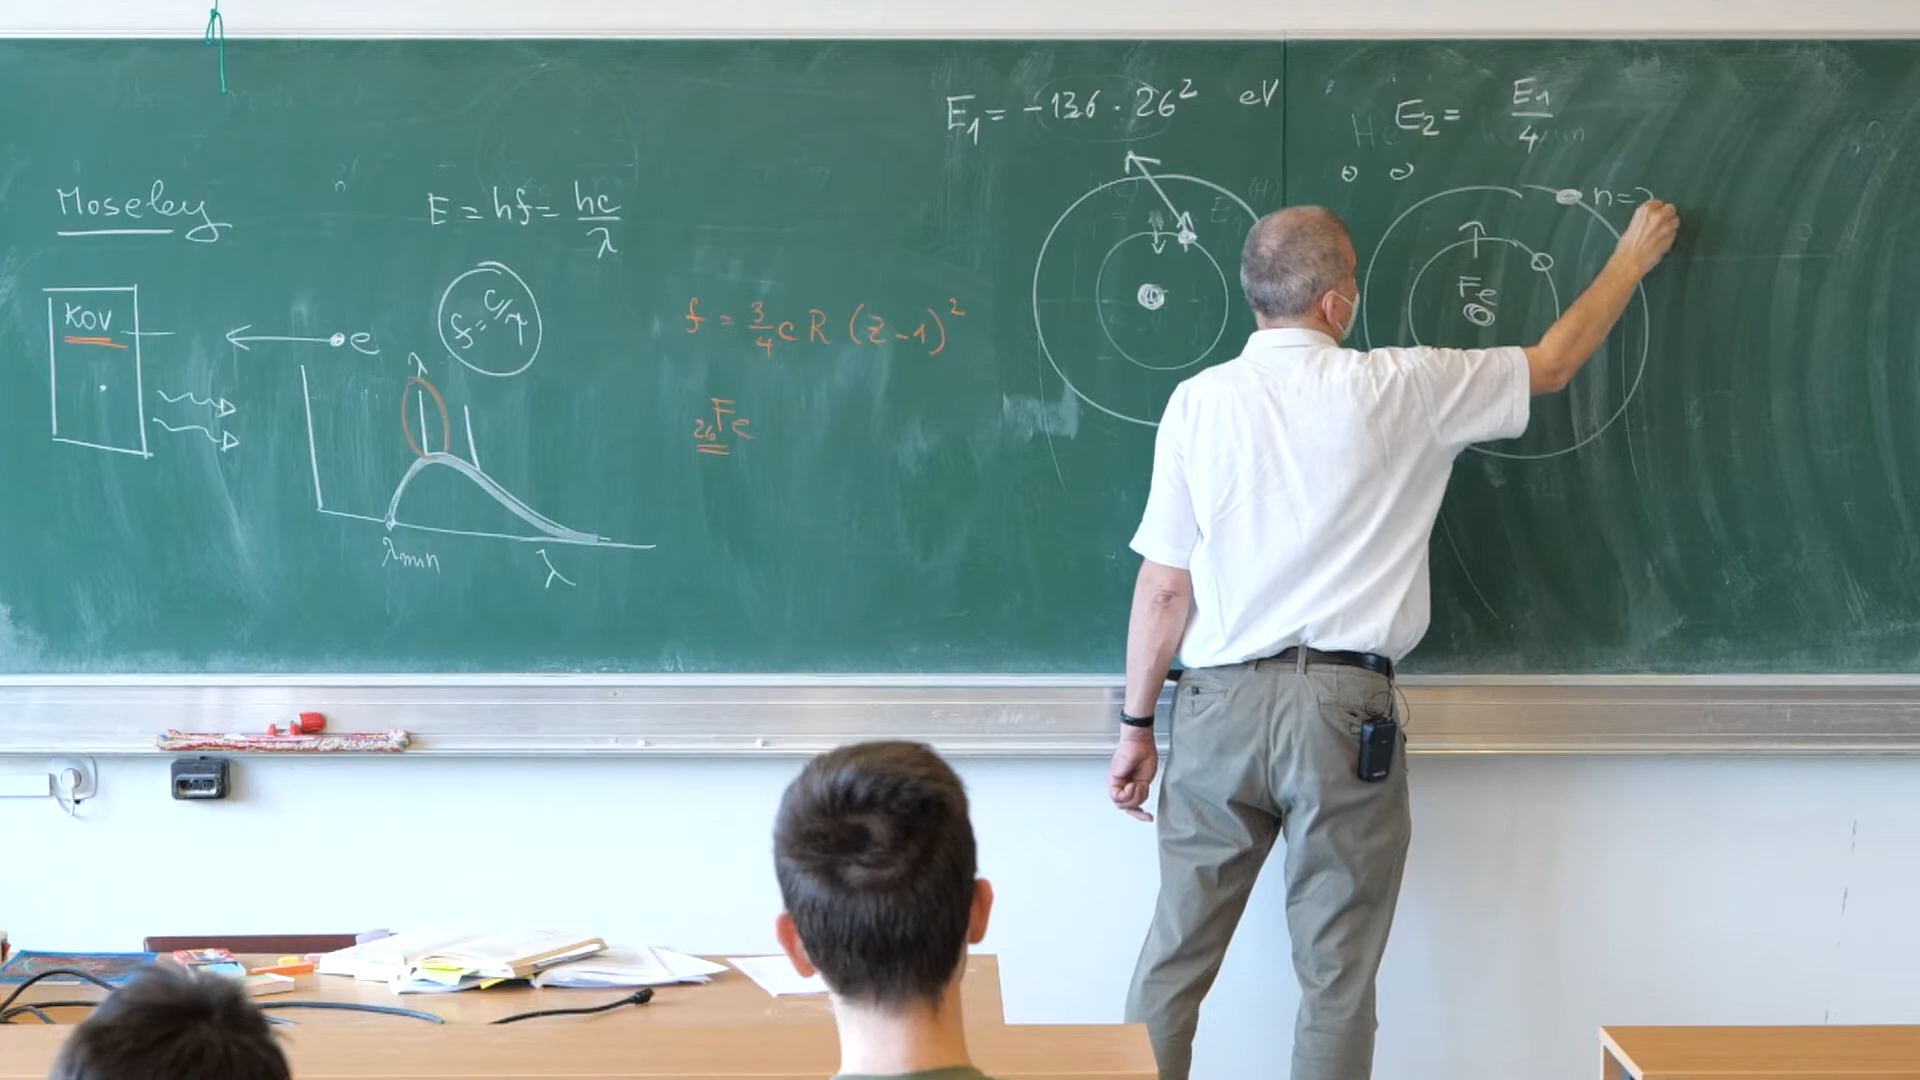 Moseley
E = hf = hc/λ
KOV
e
f = c/λ
λ
λmin
λ
f = 3/4 c R (z-1)²
₂₆Fe
E₁ = -13,6 · 26² eV
E₂ = E₁/4
n=2
Fe